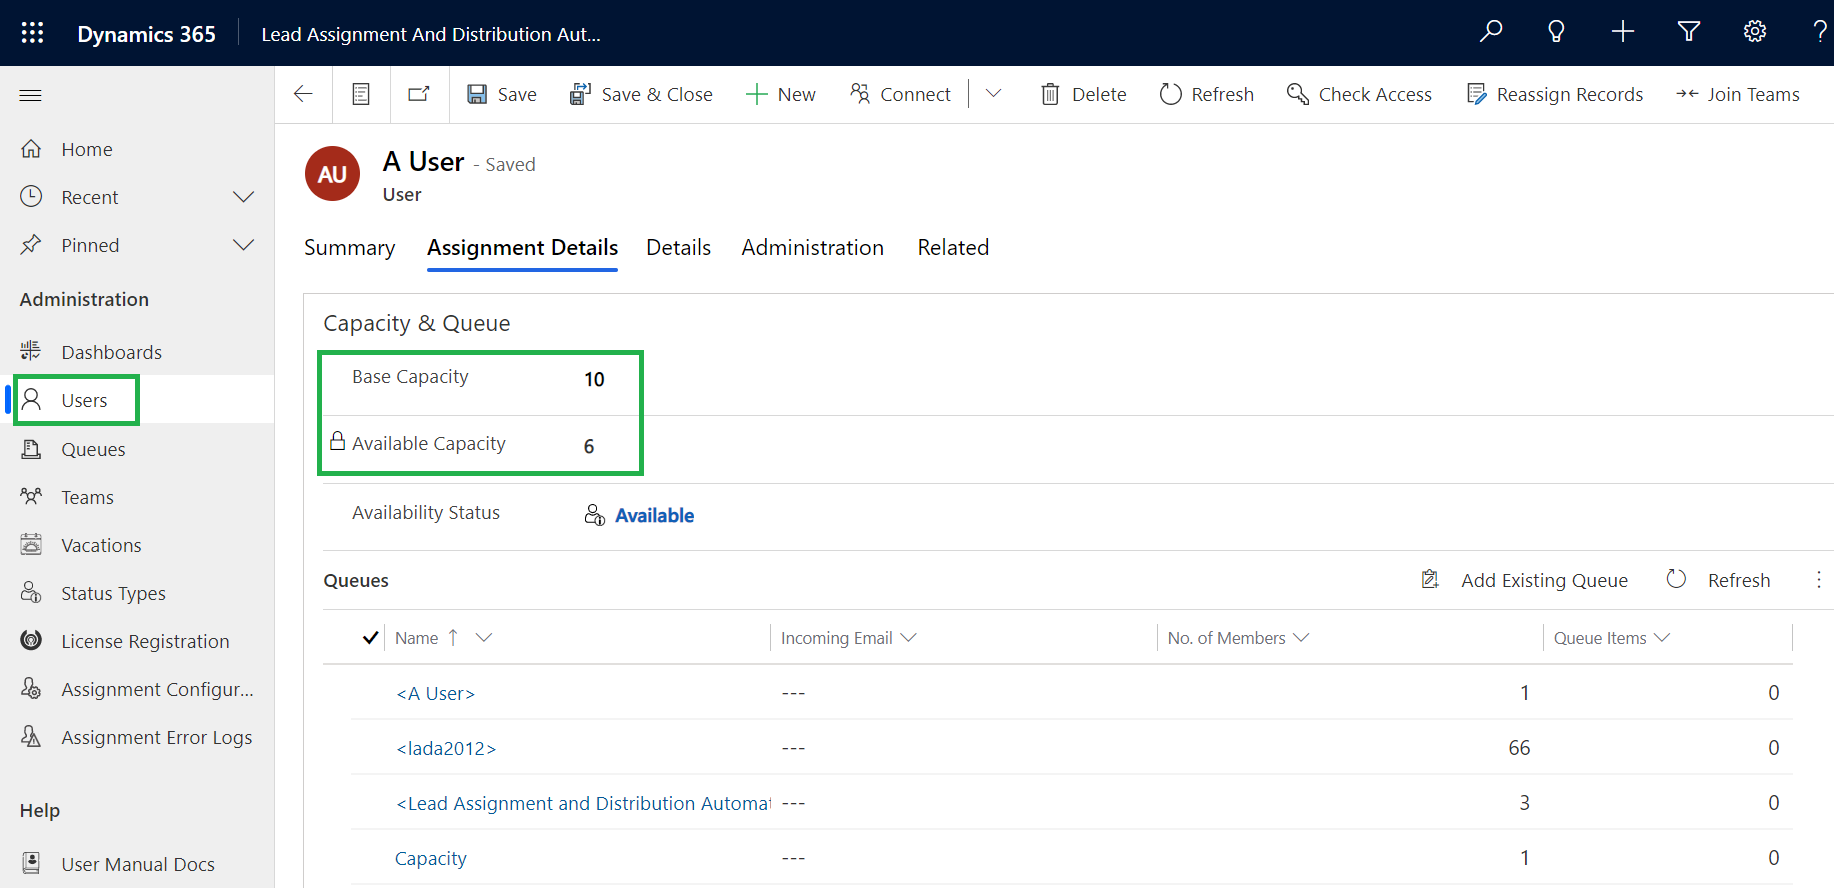 Dynamics 365
Lead Assignment And Distribution Aut...
?
Save
Save & Close
New
Connect
Delete
Refresh
Check Access
Reassign Records
Join Teams
Home
Recent
Pinned
Administration
Dashboards
Users
Queues
Teams
Vacations
Status Types
License Registration
Assignment Configur...
Assignment Error Logs
Help
User Manual Docs
AU
A User - Saved
User
Summary Assignment Details Details Administration Related
Capacity & Queue
Base Capacity 10
Available Capacity 6
Availability Status Available
Queues Add Existing Queue Refresh
Name Incoming Email No. of Members Queue Items
<A User> --- 1 0
<lada2012> --- 66 0
<Lead Assignment and Distribution Automat --- 3 0
Capacity --- 1 0